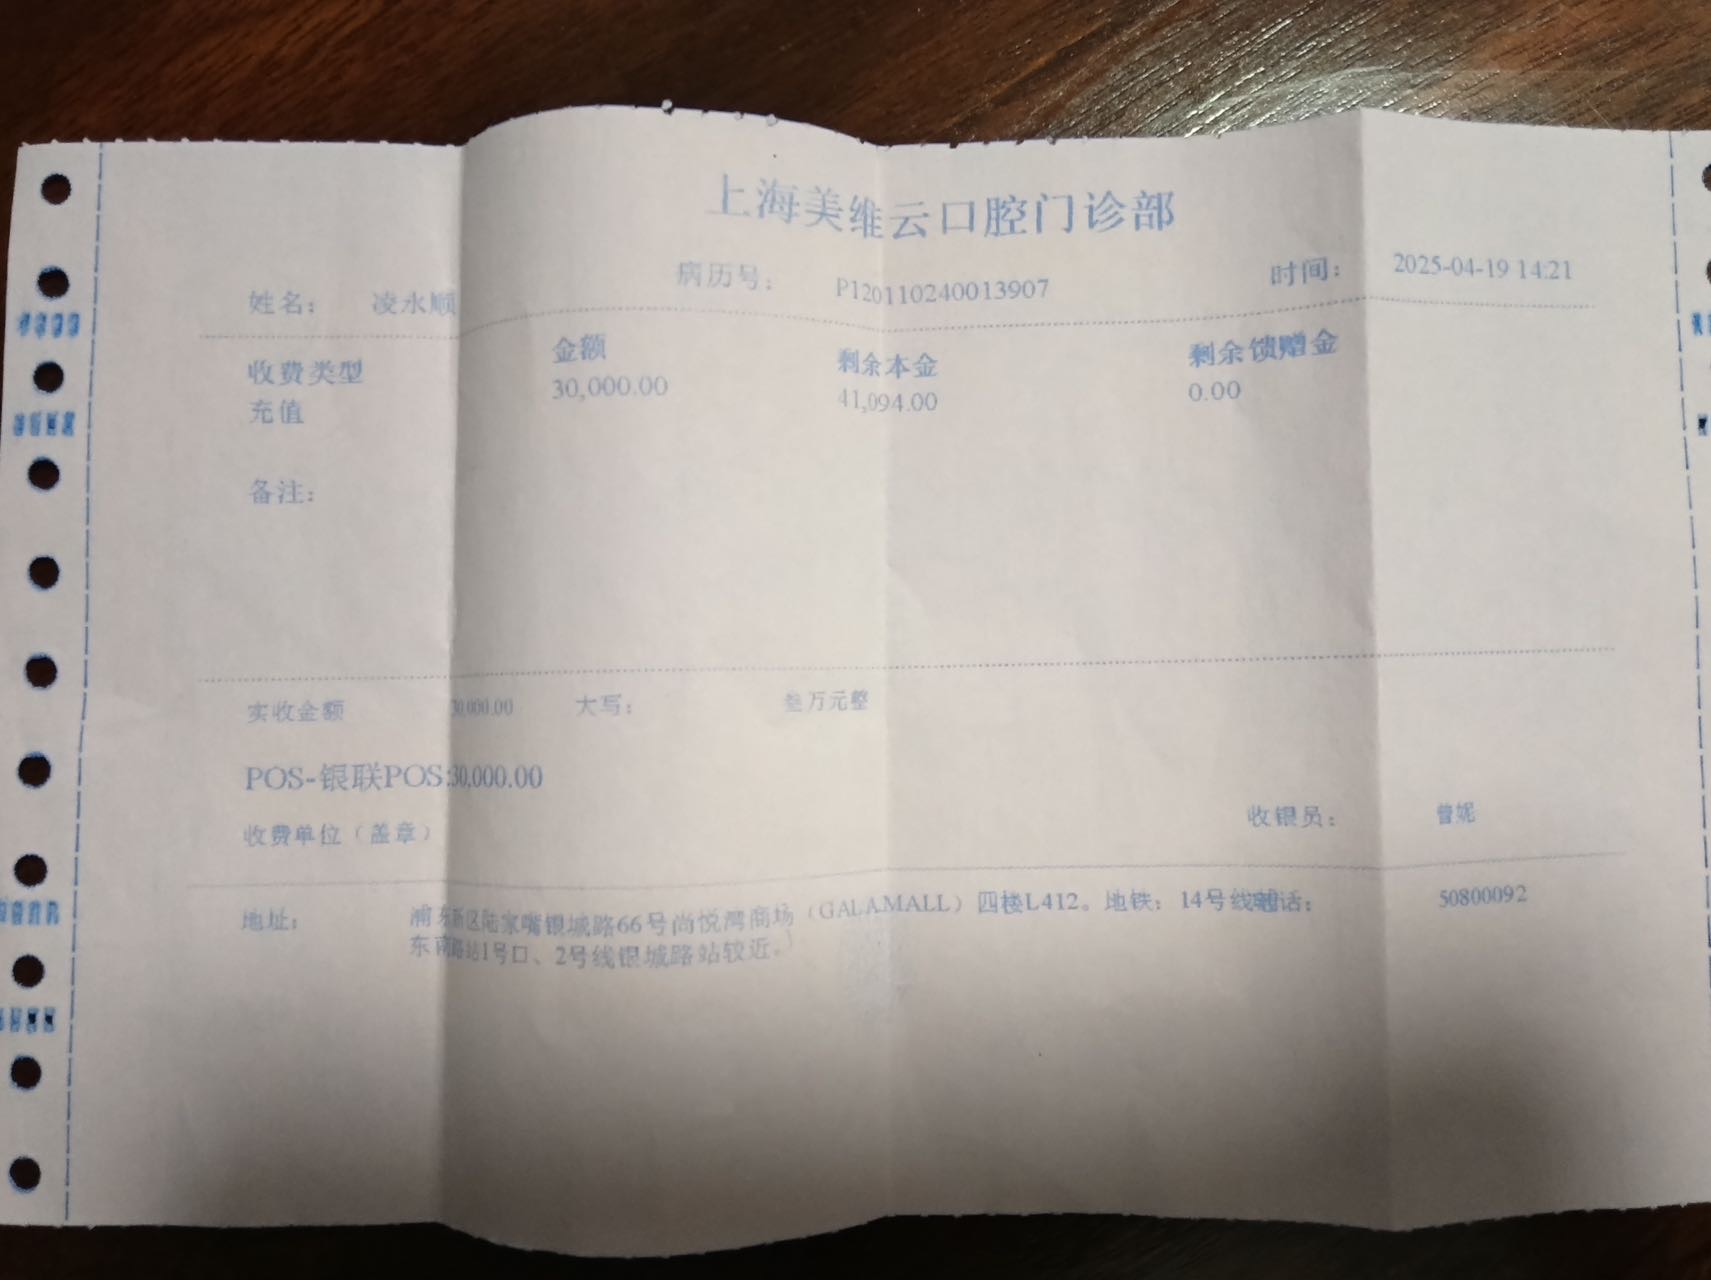 上海美维云口腔门诊部
姓名： 凌永顺 病历号： P120110240013907 时间： 2025-04-19 14:21
收费类型 金额 剩余本金 剩余馈赠金
充值 30,000.00 41,094.00 0.00
备注：
实收金额 30,000.00 大写： 叁万元整
POS-银联POS:30,000.00
收费单位（盖章） 收银员： 曾妮
地址： 浦东新区陆家嘴银城路66号尚悦湾商场（GALAMALL）四楼L412。地铁：14号线 电话： 50800092
东南路站1号口、2号线银城路站较近。